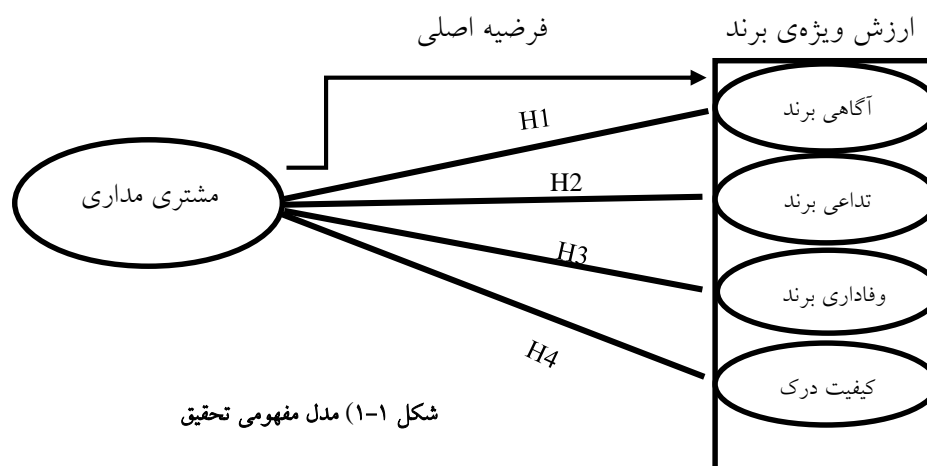 ارزش ویژه‌ی برند
فرضیه اصلی
آگاهی برند
H1
مشتری مداری
H2
تداعی برند
H3
وفاداری برند
H4
کیفیت درک
شکل ۱-۱) مدل مفهومی تحقیق